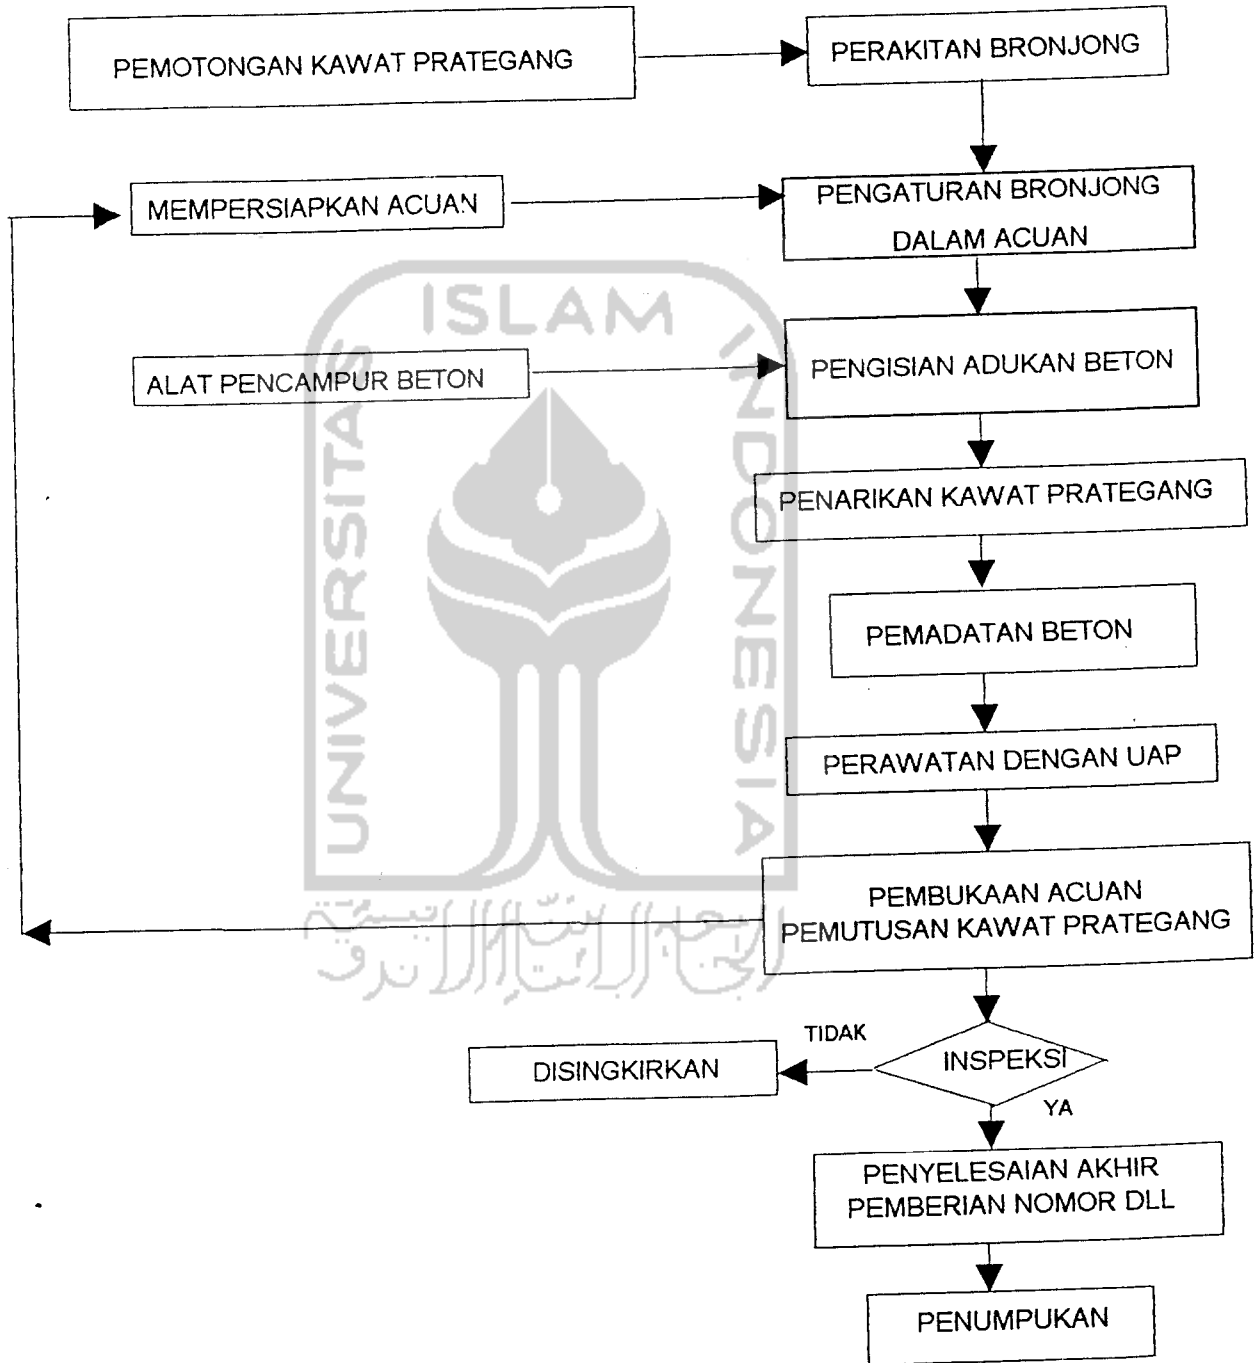 PEMOTONGAN KAWAT PRATEGANG
PERAKITAN BRONJONG
MEMPERSIAPKAN ACUAN
PENGATURAN BRONJONG
DALAM ACUAN
ALAT PENCAMPUR BETON
PENGISIAN ADUKAN BETON
PENARIKAN KAWAT PRATEGANG
PEMADATAN BETON
PERAWATAN DENGAN UAP
PEMBUKAAN ACUAN
PEMUTUSAN KAWAT PRATEGANG
TIDAK
INSPEKSI
DISINGKIRKAN
YA
PENYELESAIAN AKHIR
PEMBERIAN NOMOR DLL
PENUMPUKAN
UNIVERSITAS
ISLAM
INDONESIA